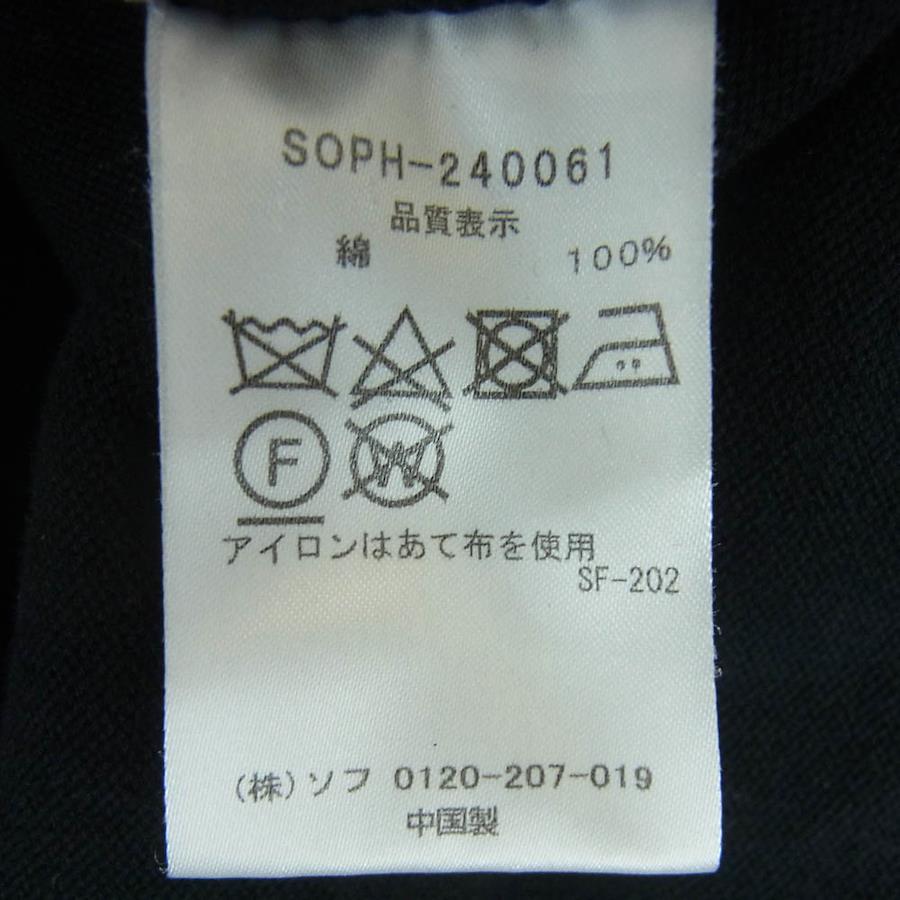 SOPH-240061
品質表示
綿 100%
F W
アイロンはあて布を使用
SF-202
(株)ソフ 0120-207-019
中国製